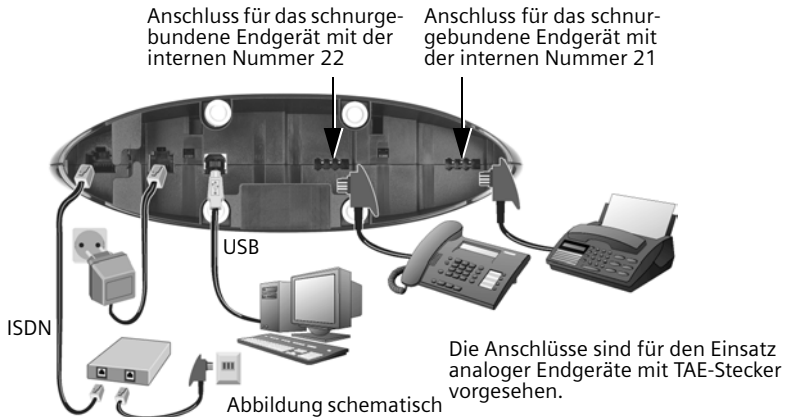 Anschluss für das schnurge-
bundene Endgerät mit der
internen Nummer 22
Anschluss für das schnur-
gebundene Endgerät mit
der internen Nummer 21
USB
ISDN
Die Anschlüsse sind für den Einsatz
analoger Endgeräte mit TAE-Stecker
vorgesehen.
Abbildung schematisch